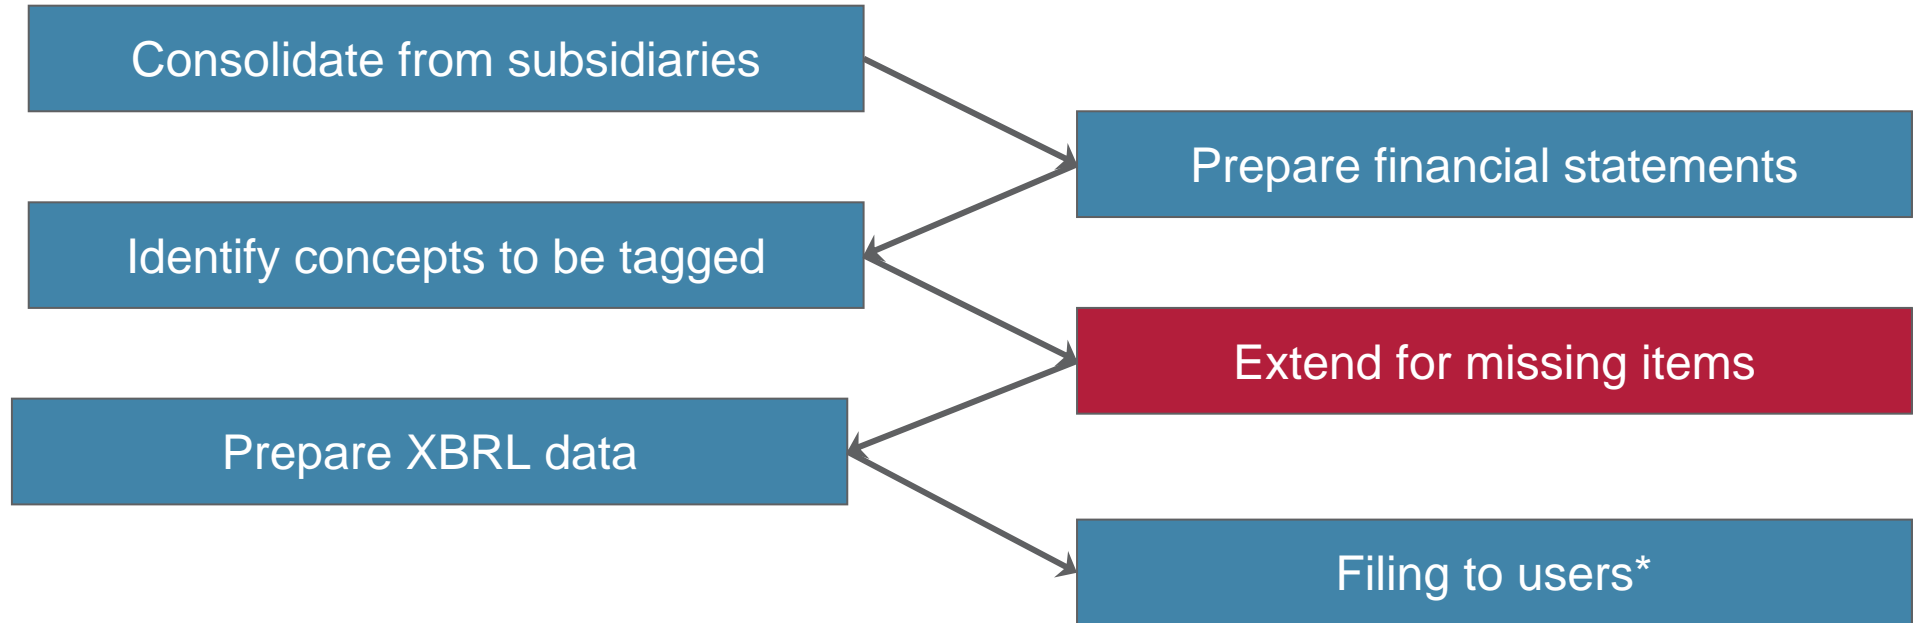 Consolidate from subsidiaries
Prepare financial statements
Identify concepts to be tagged
Extend for missing items
Prepare XBRL data
Filing to users*